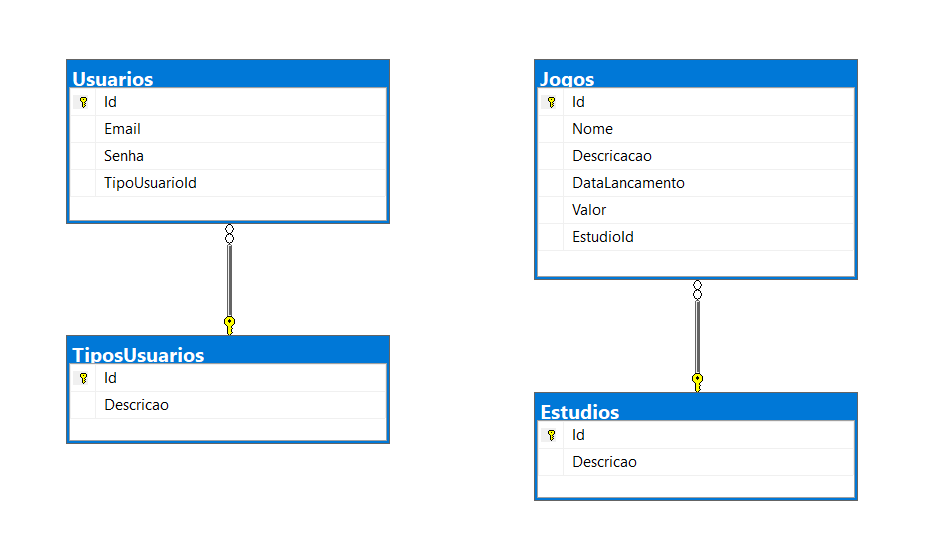 Usuarios
Id
Email
Senha
TipoUsuarioId
TiposUsuarios
Id
Descricao
Jogos
Id
Nome
Descricacao
DataLancamento
Valor
EstudioId
Estudios
Id
Descricao